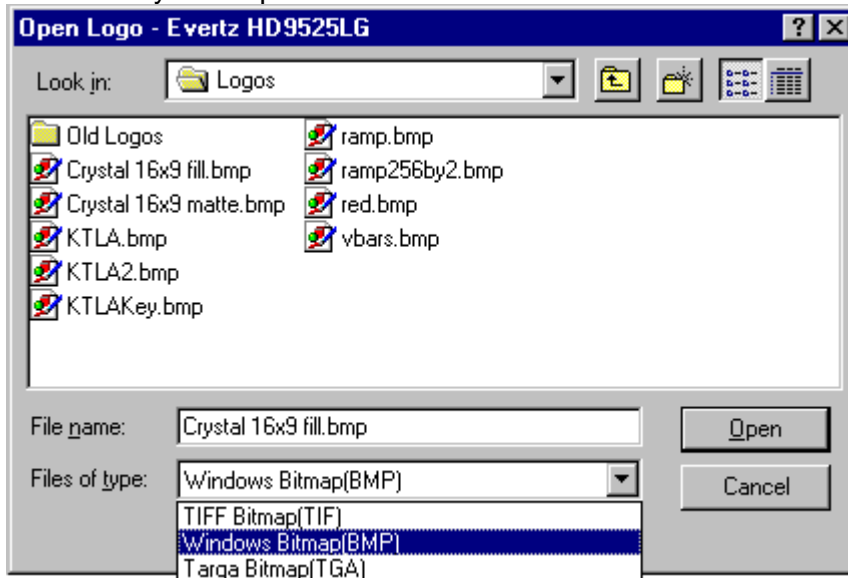 Open Logo - Evertz HD9525LG
Look in: Logos
Old Logos
Crystal 16x9 fill.bmp
Crystal 16x9 matte.bmp
KTLA.bmp
KTLA2.bmp
KTLAKey.bmp
ramp.bmp
ramp256by2.bmp
red.bmp
vbars.bmp
File name: Crystal 16x9 fill.bmp Open
Files of type: Windows Bitmap(BMP) Cancel
TIFF Bitmap(TIF)
Windows Bitmap(BMP)
Targa Bitmap(TGA)